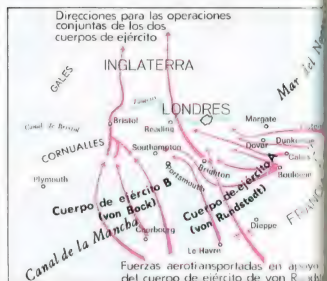 Direcciones para las operaciones
conjuntas de los dos
cuerpos de ejército
GALES
INGLATERRA
Mar del
LONDRES
Canal de Bristol
Bristol
Reading
Margate
CORNUALLES
Southampton
Dover
Dunk
Calais
Plymouth
Portsmouth
Brighton
Boulogne
Cuerpo de ejército B
(von Bock)
Cuerpo de ejército A
(von Rundstedt)
FRANC
Canal de la Mancha
Cherbourg
Dieppe
Le Havre
Fuerzas aerotransportadas en apoyo
del cuerpo de ejército de von R